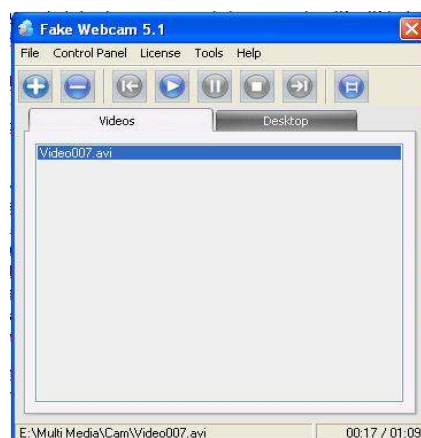 Fake Webcam 5.1
File Control Panel License Tools Help
Videos Desktop
Video007.avi
E:\Multi Media\Cam\Video007.avi 00:17 / 01:09